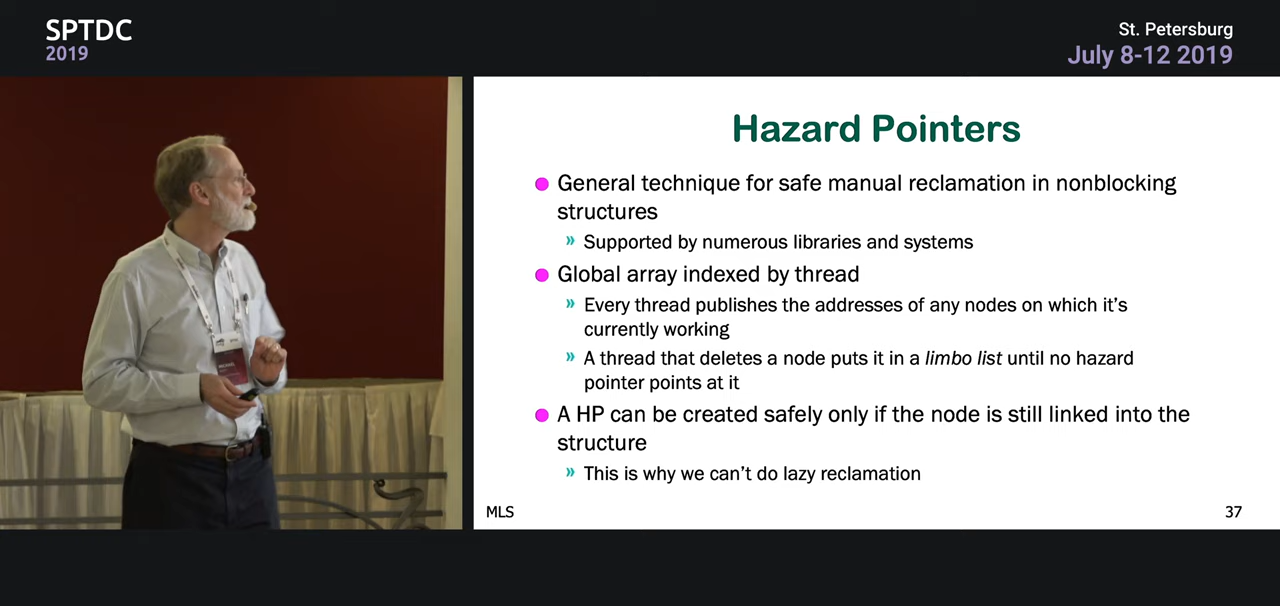 SPTDC
2019
St. Petersburg
July 8-12 2019
Hazard Pointers
General technique for safe manual reclamation in nonblocking
structures
» Supported by numerous libraries and systems
Global array indexed by thread
» Every thread publishes the addresses of any nodes on which it's
currently working
» A thread that deletes a node puts it in a limbo list until no hazard
pointer points at it
A HP can be created safely only if the node is still linked into the
structure
» This is why we can't do lazy reclamation
MLS
37